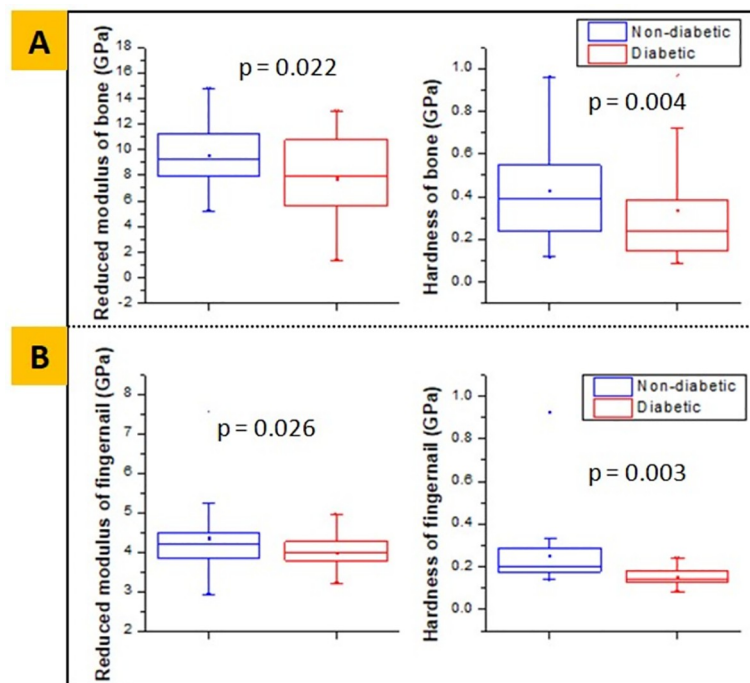 A
Reduced modulus of bone (GPa)
18
16
14
12
10
8
6
4
2
0
-2
p = 0.022
Hardness of bone (GPa)
1.0
0.8
0.6
0.4
0.2
0.0
Non-diabetic
Diabetic
p = 0.004
B
Reduced modulus of fingernail (GPa)
8
7
6
5
4
3
2
p = 0.026
Hardness of fingernail (GPa)
1.0
0.8
0.6
0.4
0.2
0.0
Non-diabetic
Diabetic
p = 0.003